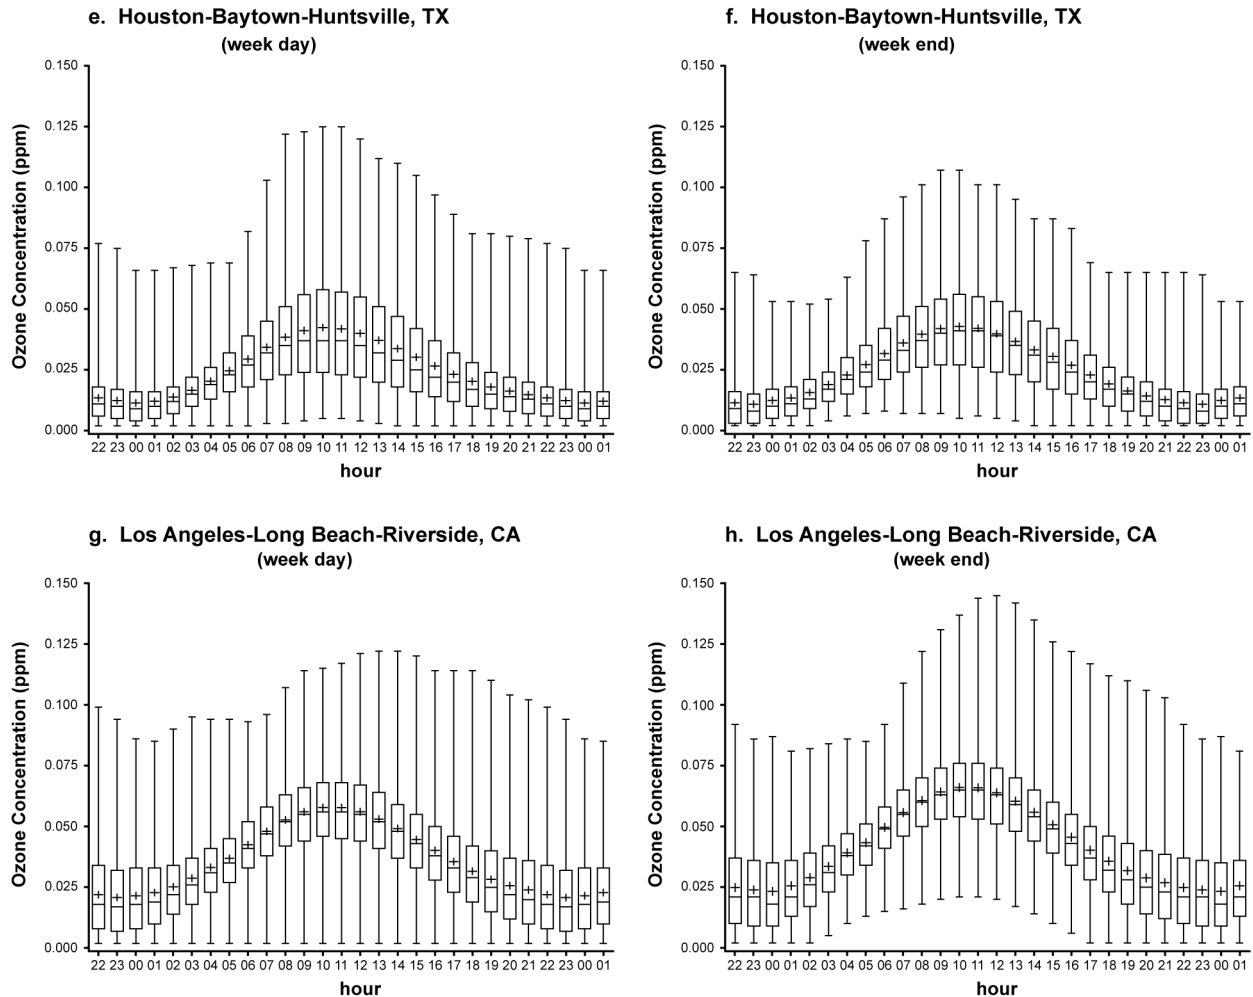 e. Houston-Baytown-Huntsville, TX
(week day)
Ozone Concentration (ppm)
0.150
0.125
0.100
0.075
0.050
0.025
0.000
22 23 00 01 02 03 04 05 06 07 08 09 10 11 12 13 14 15 16 17 18 19 20 21 22 23 00 01
hour
f. Houston-Baytown-Huntsville, TX
(week end)
Ozone Concentration (ppm)
0.150
0.125
0.100
0.075
0.050
0.025
0.000
22 23 00 01 02 03 04 05 06 07 08 09 10 11 12 13 14 15 16 17 18 19 20 21 22 23 00 01
hour
g. Los Angeles-Long Beach-Riverside, CA
(week day)
Ozone Concentration (ppm)
0.150
0.125
0.100
0.075
0.050
0.025
0.000
22 23 00 01 02 03 04 05 06 07 08 09 10 11 12 13 14 15 16 17 18 19 20 21 22 23 00 01
hour
h. Los Angeles-Long Beach-Riverside, CA
(week end)
Ozone Concentration (ppm)
0.150
0.125
0.100
0.075
0.050
0.025
0.000
22 23 00 01 02 03 04 05 06 07 08 09 10 11 12 13 14 15 16 17 18 19 20 21 22 23 00 01
hour